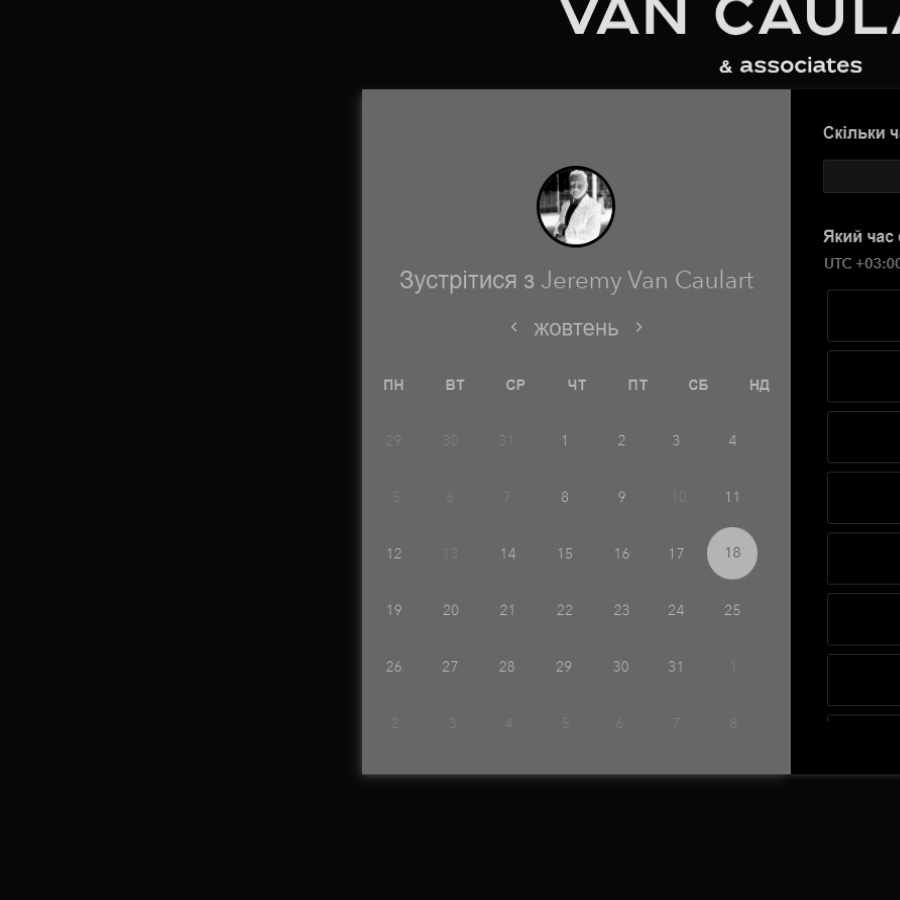 VAN CAULA
& associates
Зустрітися з Jeremy Van Caulart
жовтень
ПН ВТ СР ЧТ ПТ СБ НД
29 30 31 1 2 3 4
5 6 7 8 9 10 11
12 13 14 15 16 17 18
19 20 21 22 23 24 25
26 27 28 29 30 31 1
2 3 4 5 6 7 8
Скільки ч
Який час
UTC +03:00